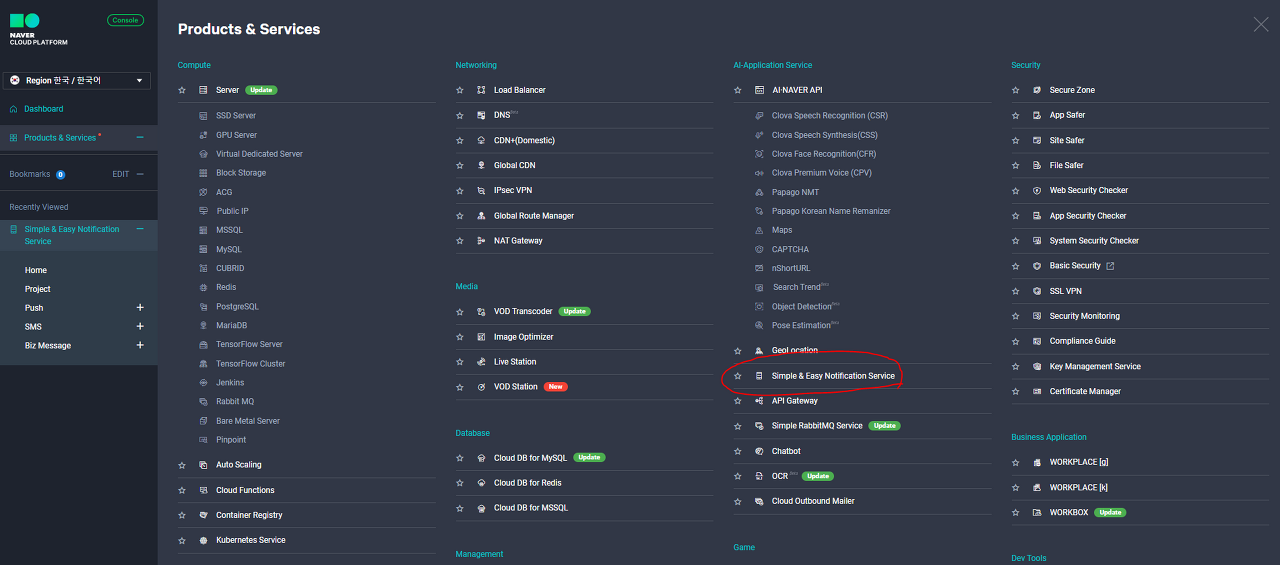 NAVER
CLOUD PLATFORM
Console
Region 한국 / 한국어
Dashboard
Products & Services
Bookmarks 0 EDIT
Recently Viewed
Simple & Easy Notification
Service
Home
Project
Push
SMS
Biz Message
Products & Services
Compute
Server Update
SSD Server
GPU Server
Virtual Dedicated Server
Block Storage
ACG
Public IP
MSSQL
MySQL
CUBRID
Redis
PostgreSQL
MariaDB
TensorFlow Server
TensorFlow Cluster
Jenkins
Rabbit MQ
Bare Metal Server
Pinpoint
Auto Scaling
Cloud Functions
Container Registry
Kubernetes Service
Networking
Load Balancer
DNS Beta
CDN+(Domestic)
Global CDN
IPsec VPN
Global Route Manager
NAT Gateway
Media
VOD Transcoder Update
Image Optimizer
Live Station
VOD Station New
Database
Cloud DB for MySQL Update
Cloud DB for Redis
Cloud DB for MSSQL
Management
AI-Application Service
AI·NAVER API
Clova Speech Recognition (CSR)
Clova Speech Synthesis(CSS)
Clova Face Recognition(CFR)
Clova Premium Voice (CPV)
Papago NMT
Papago Korean Name Romanizer
Maps
CAPTCHA
nShortURL
Search Trend Beta
Object Detection Beta
Pose Estimation Beta
GeoLocation
Simple & Easy Notification Service
API Gateway
Simple RabbitMQ Service Update
Chatbot
OCR Beta Update
Cloud Outbound Mailer
Game
Security
Secure Zone
App Safer
Site Safer
File Safer
Web Security Checker
App Security Checker
System Security Checker
Basic Security
SSL VPN
Security Monitoring
Compliance Guide
Key Management Service
Certificate Manager
Business Application
WORKPLACE [g]
WORKPLACE [k]
WORKBOX Update
Dev Tools